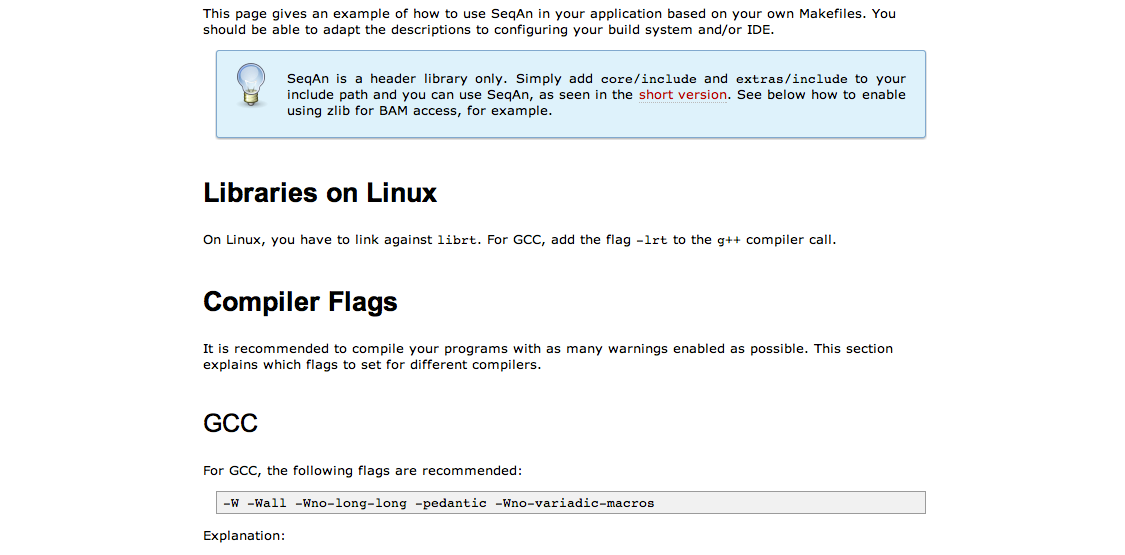 This page gives an example of how to use SeqAn in your application based on your own Makefiles. You
should be able to adapt the descriptions to configuring your build system and/or IDE.
SeqAn is a header library only. Simply add core/include and extras/include to your
include path and you can use SeqAn, as seen in the short version. See below how to enable
using zlib for BAM access, for example.
Libraries on Linux
On Linux, you have to link against librt. For GCC, add the flag -lrt to the g++ compiler call.
Compiler Flags
It is recommended to compile your programs with as many warnings enabled as possible. This section
explains which flags to set for different compilers.
GCC
For GCC, the following flags are recommended:
-W -Wall -Wno-long-long -pedantic -Wno-variadic-macros
Explanation: